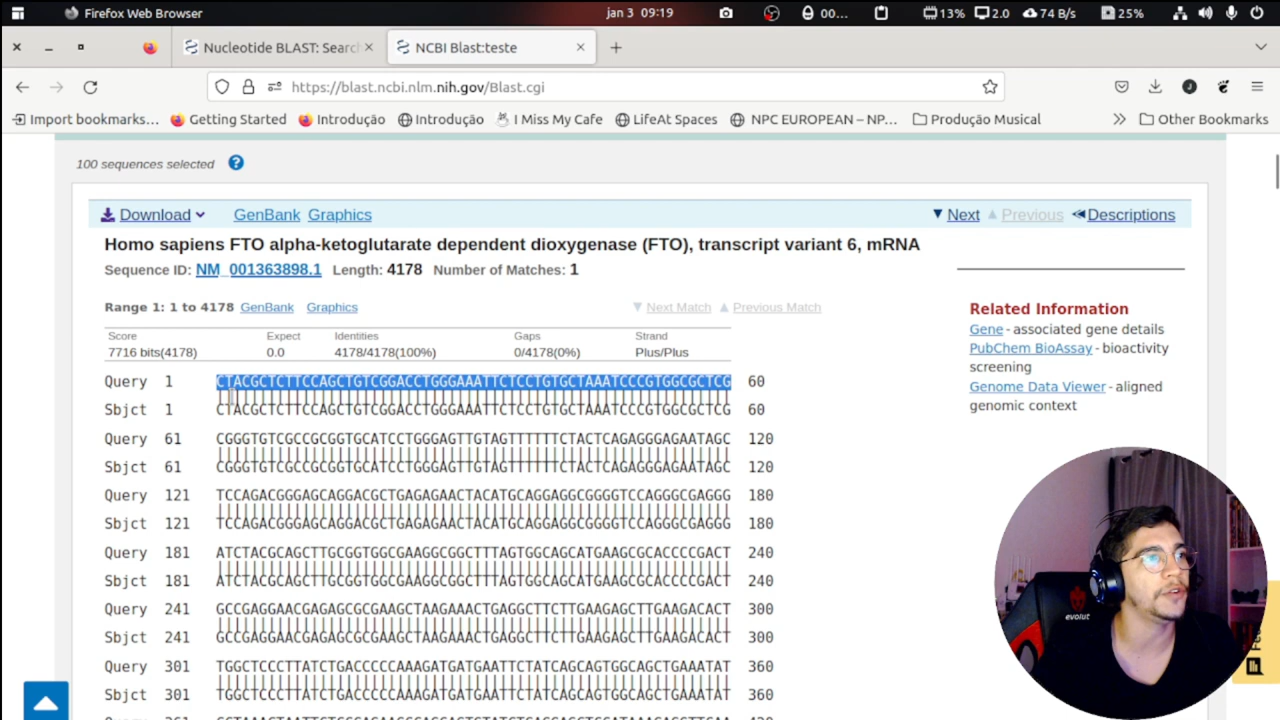 Firefox Web Browser
jan 3 09:19
00...
13%
2.0
74 B/s
25%
Nucleotide BLAST: Searc
NCBI Blast:teste
https://blast.ncbi.nlm.nih.gov/Blast.cgi
Import bookmarks...
Getting Started
Introdução
Introdução
I Miss My Cafe
LifeAt Spaces
NPC EUROPEAN – NP...
Produção Musical
Other Bookmarks
100 sequences selected
Download
GenBank
Graphics
Next
Previous
Descriptions
Homo sapiens FTO alpha-ketoglutarate dependent dioxygenase (FTO), transcript variant 6, mRNA
Sequence ID: NM_001363898.1 Length: 4178 Number of Matches: 1
Range 1: 1 to 4178 GenBank Graphics
Next Match Previous Match
Score Expect Identities Gaps Strand
7716 bits(4178) 0.0 4178/4178(100%) 0/4178(0%) Plus/Plus
Query 1 CTACGCTCTTCCAGCTGTCGGACCTGGGAAATTCTCCTGTGCTAAATCCCGTGGCGCTCG 60
Sbjct 1 CTACGCTCTTCCAGCTGTCGGACCTGGGAAATTCTCCTGTGCTAAATCCCGTGGCGCTCG 60
Query 61 CGGGTGTCGCCGCGGTGCATCCTGGGAGTTGTAGTTTTTTCTACTCAGAGGGAGAATAGC 120
Sbjct 61 CGGGTGTCGCCGCGGTGCATCCTGGGAGTTGTAGTTTTTTCTACTCAGAGGGAGAATAGC 120
Query 121 TCCAGACGGGAGCAGGACGCTGAGAGAACTACATGCAGGAGGCGGGGTCCAGGGCGAGGG 180
Sbjct 121 TCCAGACGGGAGCAGGACGCTGAGAGAACTACATGCAGGAGGCGGGGTCCAGGGCGAGGG 180
Query 181 ATCTACGCAGCTTGCGGTGGCGAAGGCGGCTTTAGTGGCAGCATGAAGCGCACCCCGACT 240
Sbjct 181 ATCTACGCAGCTTGCGGTGGCGAAGGCGGCTTTAGTGGCAGCATGAAGCGCACCCCGACT 240
Query 241 GCCGAGGAACGAGAGCGCGAAGCTAAGAAACTGAGGCTTCTTGAAGAGCTTGAAGACACT 300
Sbjct 241 GCCGAGGAACGAGAGCGCGAAGCTAAGAAACTGAGGCTTCTTGAAGAGCTTGAAGACACT 300
Query 301 TGGCTCCCTTATCTGACCCCCAAAGATGATGAATTCTATCAGCAGTGGCAGCTGAAATAT 360
Sbjct 301 TGGCTCCCTTATCTGACCCCCAAAGATGATGAATTCTATCAGCAGTGGCAGCTGAAATAT 360
Related Information
Gene - associated gene details
PubChem BioAssay - bioactivity
screening
Genome Data Viewer - aligned
genomic context
evolut